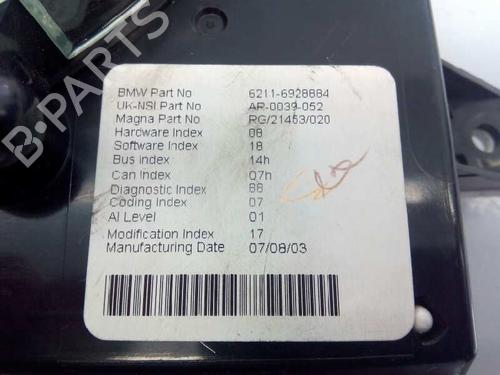 BMW Part No 6211-6928884
UK-NSI Part No AR-0039-052
Magna Part No RG/21453/020
Hardware Index 08
Software Index 18
Bus Index 14h
Can Index 07h
Diagnostic Index 88
Coding Index 07
AI Level 01
Modification Index 17
Manufacturing Date 07/08/03